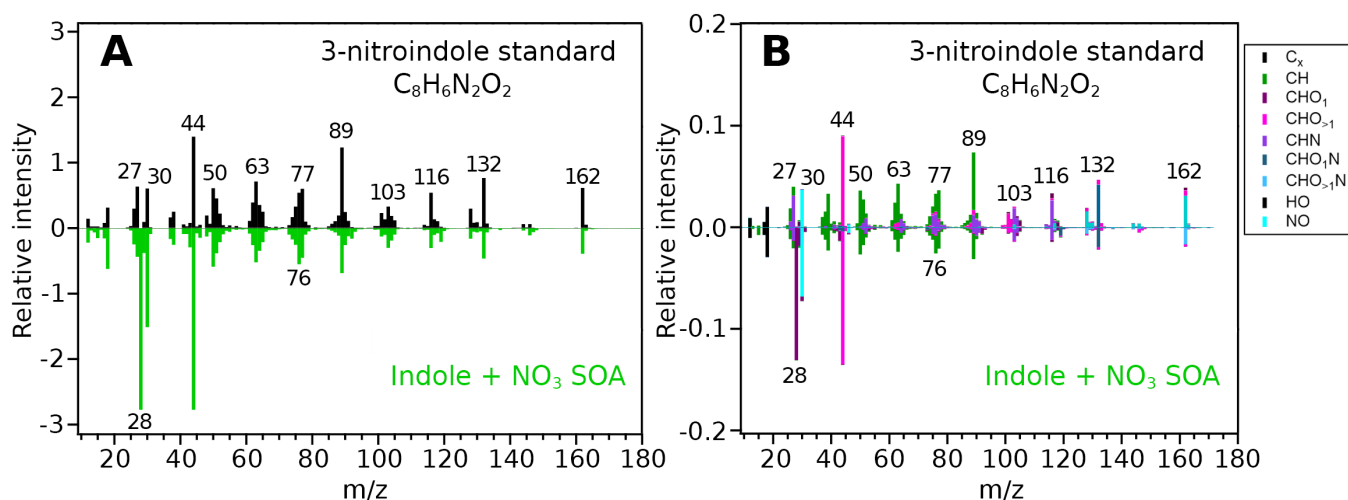 A
3-nitroindole standard
C₈H₆N₂O₂
Relative intensity
3
2
1
0
-1
-2
-3
27
30
44
50
63
77
89
103
116
132
162
76
28
Indole + NO₃ SOA
20 40 60 80 100 120 140 160 180
m/z
B
3-nitroindole standard
C₈H₆N₂O₂
Relative intensity
0.2
0.1
0.0
-0.1
-0.2
27
30
44
50
63
77
89
103
116
132
162
76
28
Indole + NO₃ SOA
20 40 60 80 100 120 140 160 180
m/z
Cₓ
CH
CHO₁
CHO>₁
CHN
CHO₁N
CHO>₁N
HO
NO